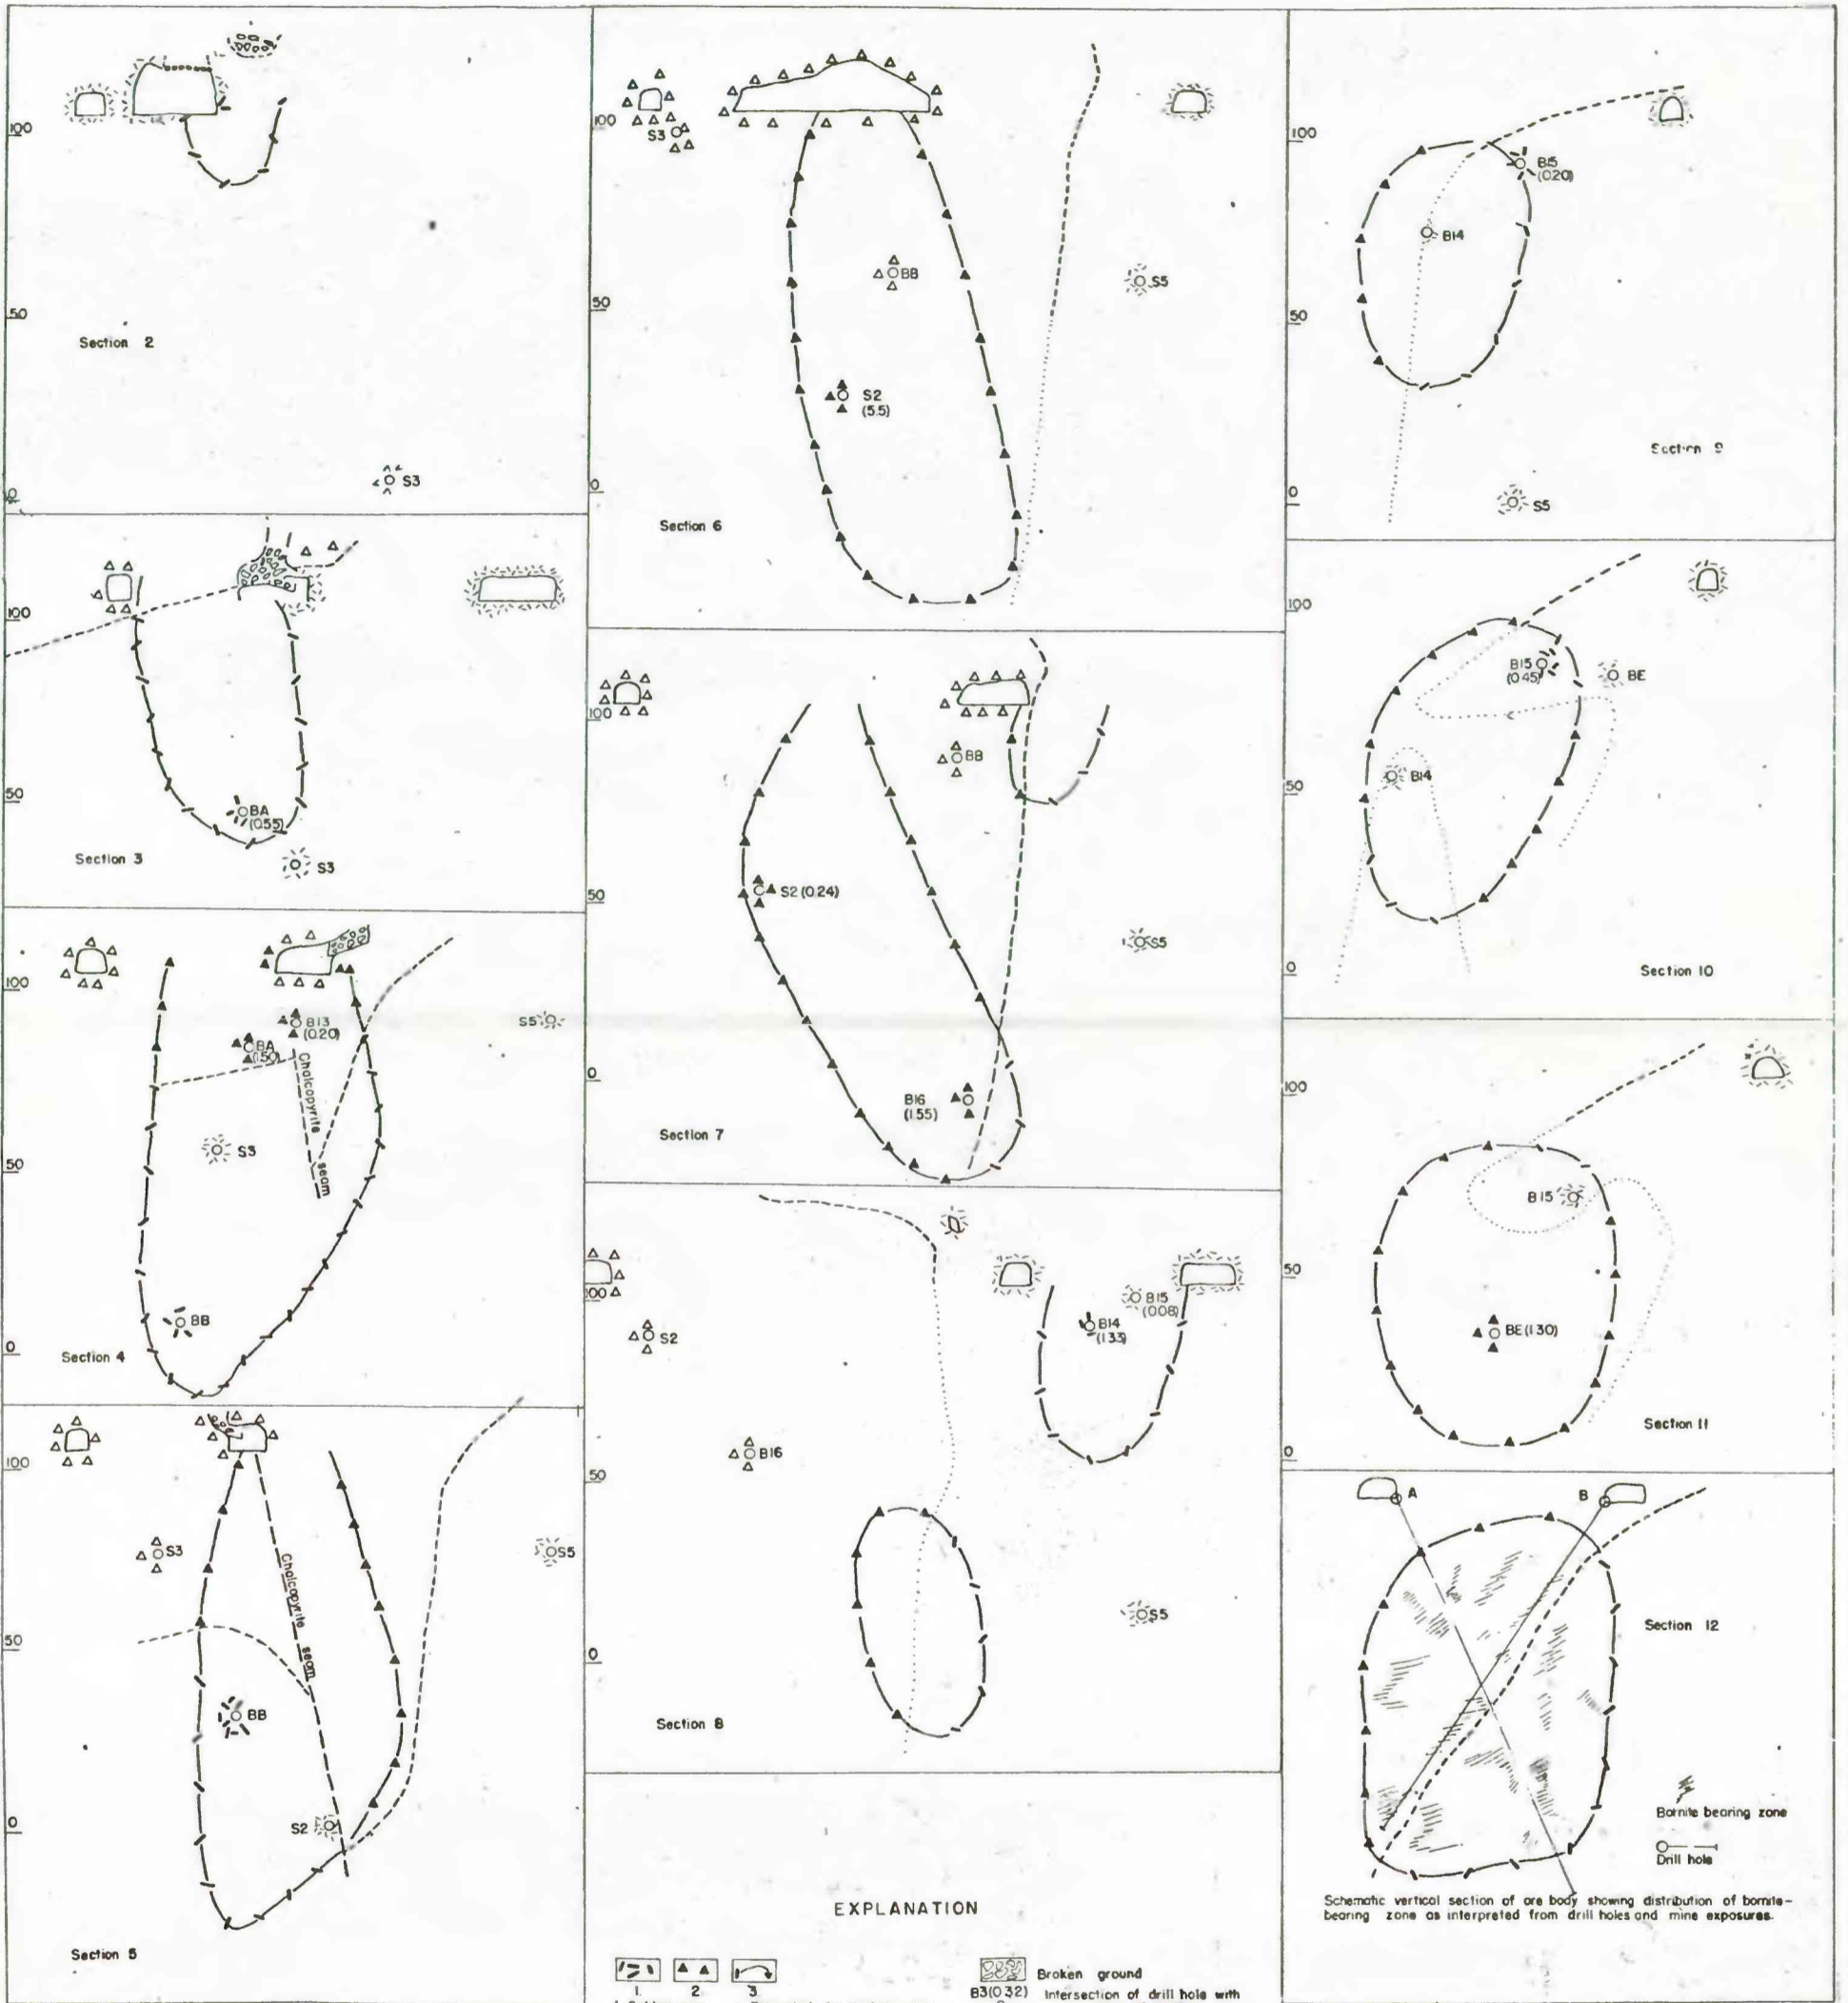 100
50
Section 2
S3
0
100
50
BA
(0.55)
Section 3
S3
100
B13
(0.20)
BA
(1.50)
S5
Chalcopyrite
seam
S3
50
BB
0
Section 4
100
S3
S5
Chalcopyrite
seam
50
BB
S2
0
Section 5
100
S3
BB
S5
50
S2
(5.5)
0
Section 6
100
BB
50
S2 (0.24)
S5
0
B16
(1.55)
Section 7
100
B15
(0.08)
B14
(1.33)
S2
B16
50
S5
0
Section 8
EXPLANATION
1.
2
3.
Broken ground
B3(0.32) Intersection of drill hole with
100
B15
(0.20)
B14
50
Section 9
0
S5
100
B15
(0.45)
BE
B14
50
0
Section 10
100
B15
50
BE (1.30)
Section 11
0
A
B
Section 12
Bornite bearing zone
Drill hole
Schematic vertical section of ore body showing distribution of bornite-
bearing zone as interpreted from drill holes and mine exposures.